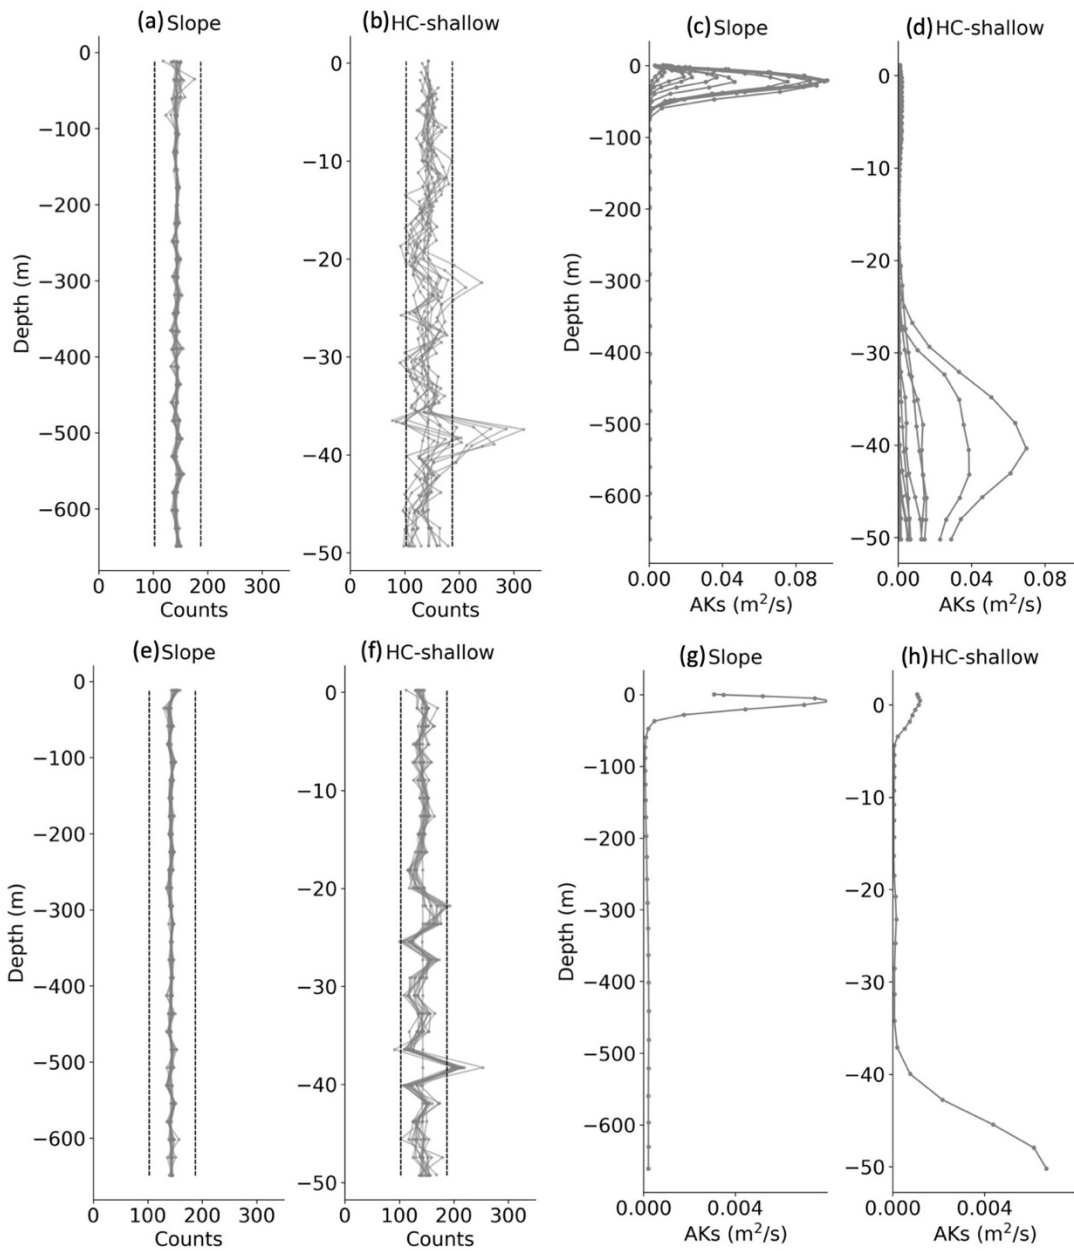 (a) Slope
(b) HC-shallow
(c) Slope
(d) HC-shallow
0
−100
−200
−300
−400
−500
−600
Depth (m)
0 100 200 300
Counts
0
−10
−20
−30
−40
−50
0 100 200 300
Counts
0
−100
−200
−300
−400
−500
−600
Depth (m)
0.00 0.04 0.08
AKs (m²/s)
0
−10
−20
−30
−40
−50
0.00 0.04 0.08
AKs (m²/s)
(e) Slope
(f) HC-shallow
(g) Slope
(h) HC-shallow
0
−100
−200
−300
−400
−500
−600
Depth (m)
0 100 200 300
Counts
0
−10
−20
−30
−40
−50
0 100 200 300
Counts
0
−100
−200
−300
−400
−500
−600
Depth (m)
0.000 0.004
AKs (m²/s)
0
−10
−20
−30
−40
−50
0.000 0.004
AKs (m²/s)